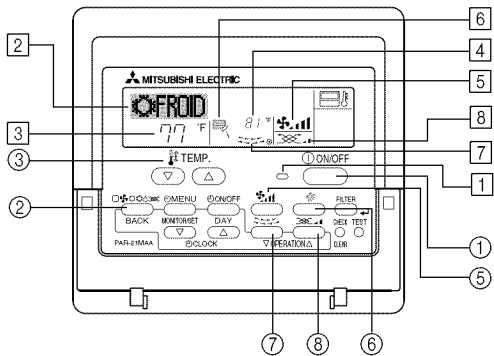 6
2
4
MITSUBISHI ELECTRIC
5
FROID
81 °F
3
77 °F
8
7
3
TEMP.
ON/OFF
1
2
MENU
ON/OFF
FILTER
BACK
MONITOR/SET
DAY
CHECK TEST
PAR-21MAA
CLOCK
OPERATION
CLEAR
1
5
7
8
6